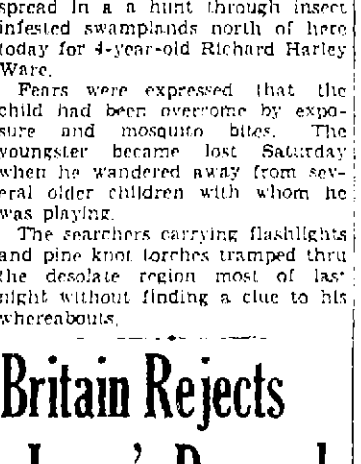 spread in a a hunt through insect
infested swamplands north of here
today for 4-year-old Richard Harley
Ware.
Fears were expressed that the
child had been overcome by expo-
sure and mosquito bites. The
youngster became lost Saturday
when he wandered away from sev-
eral older children with whom he
was playing.
The searchers carrying flashlights
and pine knot torches tramped thru
the desolate region most of last
night without finding a clue to his
whereabouts.
Britain Rejects